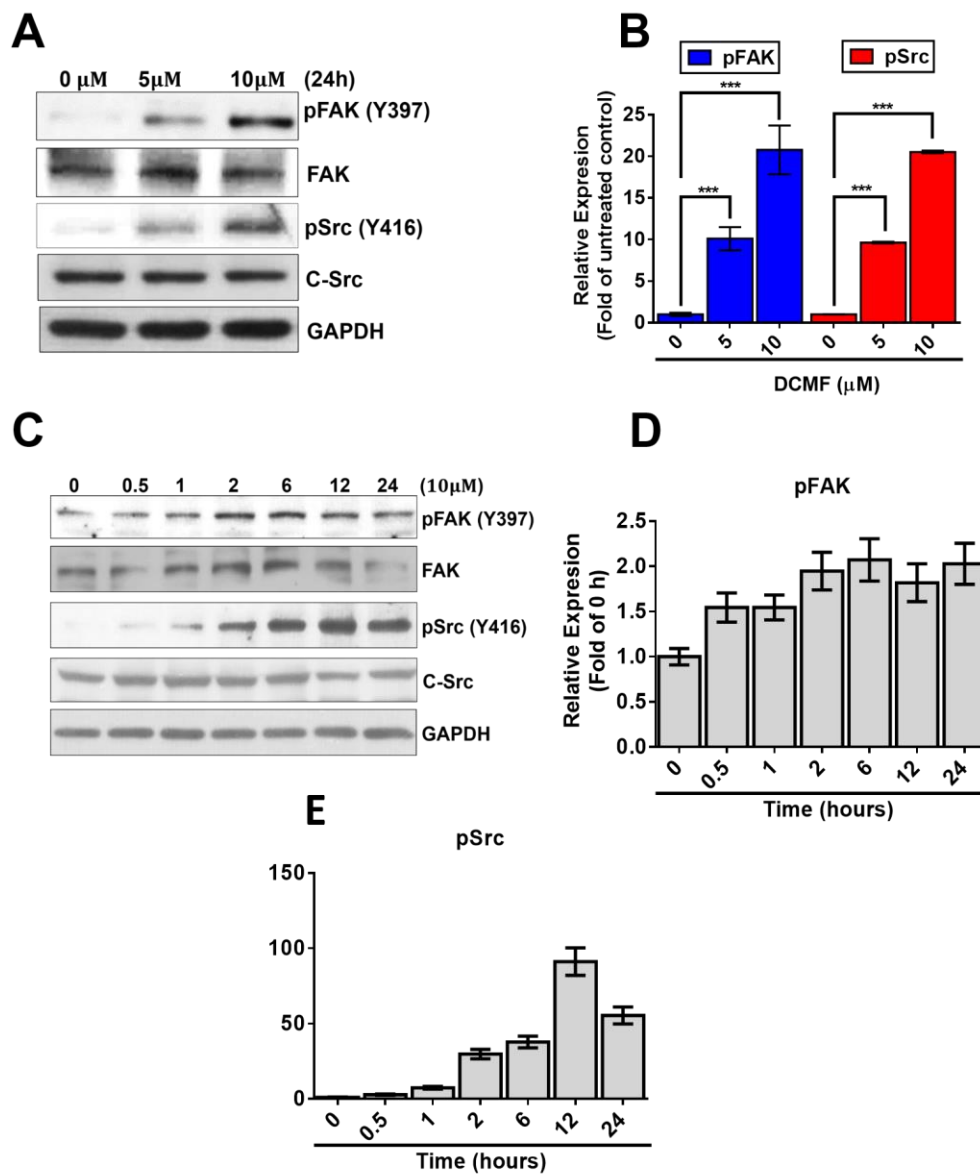 A
0 μM 5μM 10μM (24h)
pFAK (Y397)
FAK
pSrc (Y416)
C-Src
GAPDH
B
pFAK pSrc
*** ***
*** ***
Relative Expresion
(Fold of untreated control)
25
20
15
10
5
0
0 5 10 0 5 10
DCMF (μM)
C
0 0.5 1 2 6 12 24 (10μM)
pFAK (Y397)
FAK
pSrc (Y416)
C-Src
GAPDH
D
pFAK
Relative Expresion
(Fold of 0 h)
2.5
2.0
1.5
1.0
0.5
0.0
0 0.5 1 2 6 12 24
Time (hours)
E
pSrc
150
100
50
0
0 0.5 1 2 6 12 24
Time (hours)